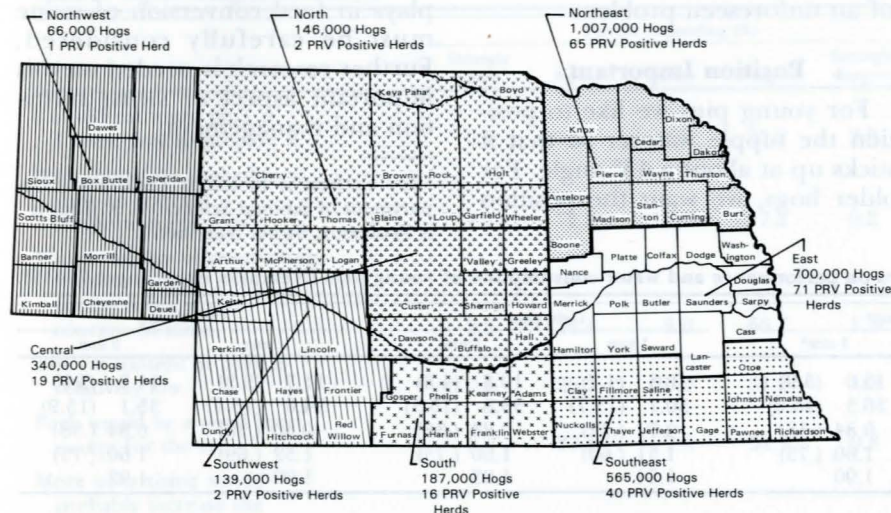 Northwest
66,000 Hogs
1 PRV Positive Herd
North
146,000 Hogs
2 PRV Positive Herds
Northeast
1,007,000 Hogs
65 PRV Positive Herds
East
700,000 Hogs
71 PRV Positive
Herds
Central
340,000 Hogs
19 PRV Positive Herds
Southwest
139,000 Hogs
2 PRV Positive Herds
South
187,000 Hogs
16 PRV Positive
Herds
Southeast
565,000 Hogs
40 PRV Positive Herds
Sioux
Dawes
Box Butte
Sheridan
Scotts Bluff
Banner
Morrill
Garden
Kimball
Cheyenne
Deuel
Cherry
Keya Paha
Boyd
Brown
Rock
Holt
Grant
Hooker
Thomas
Blaine
Loup
Garfield
Wheeler
Arthur
McPherson
Logan
Knox
Cedar
Dixon
Dakota
Pierce
Wayne
Thurston
Antelope
Madison
Stan-
ton
Cuming
Burt
Boone
Nance
Platte
Colfax
Dodge
Wash-
ington
Douglas
Sarpy
Merrick
Polk
Butler
Saunders
Cass
Hamilton
York
Seward
Lan-
caster
Otoe
Custer
Valley
Greeley
Sherman
Howard
Dawson
Buffalo
Hall
Keith
Perkins
Lincoln
Chase
Hayes
Frontier
Dundy
Hitchcock
Red
Willow
Gosper
Phelps
Kearney
Adams
Furnas
Harlan
Franklin
Webster
Clay
Fillmore
Saline
Nuckolls
Thayer
Jefferson
Gage
Johnson
Nemaha
Pawnee
Richardson